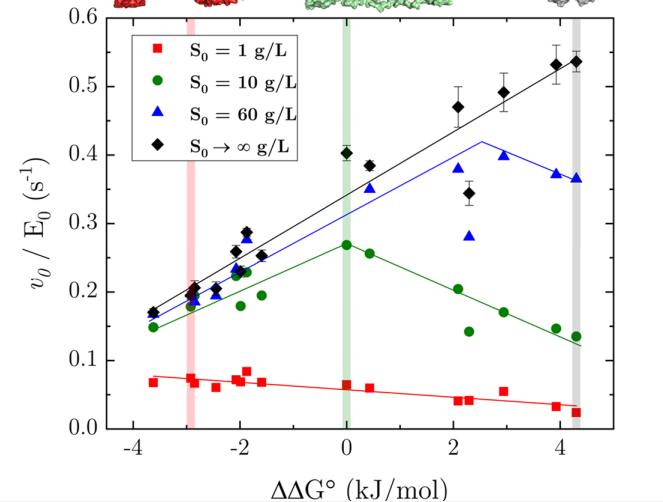 0.6
0.5
0.4
0.3
0.2
0.1
0.0
v₀ / E₀ (s⁻¹)
S₀ = 1 g/L
S₀ = 10 g/L
S₀ = 60 g/L
S₀ → ∞ g/L
-4 -2 0 2 4
ΔΔG° (kJ/mol)